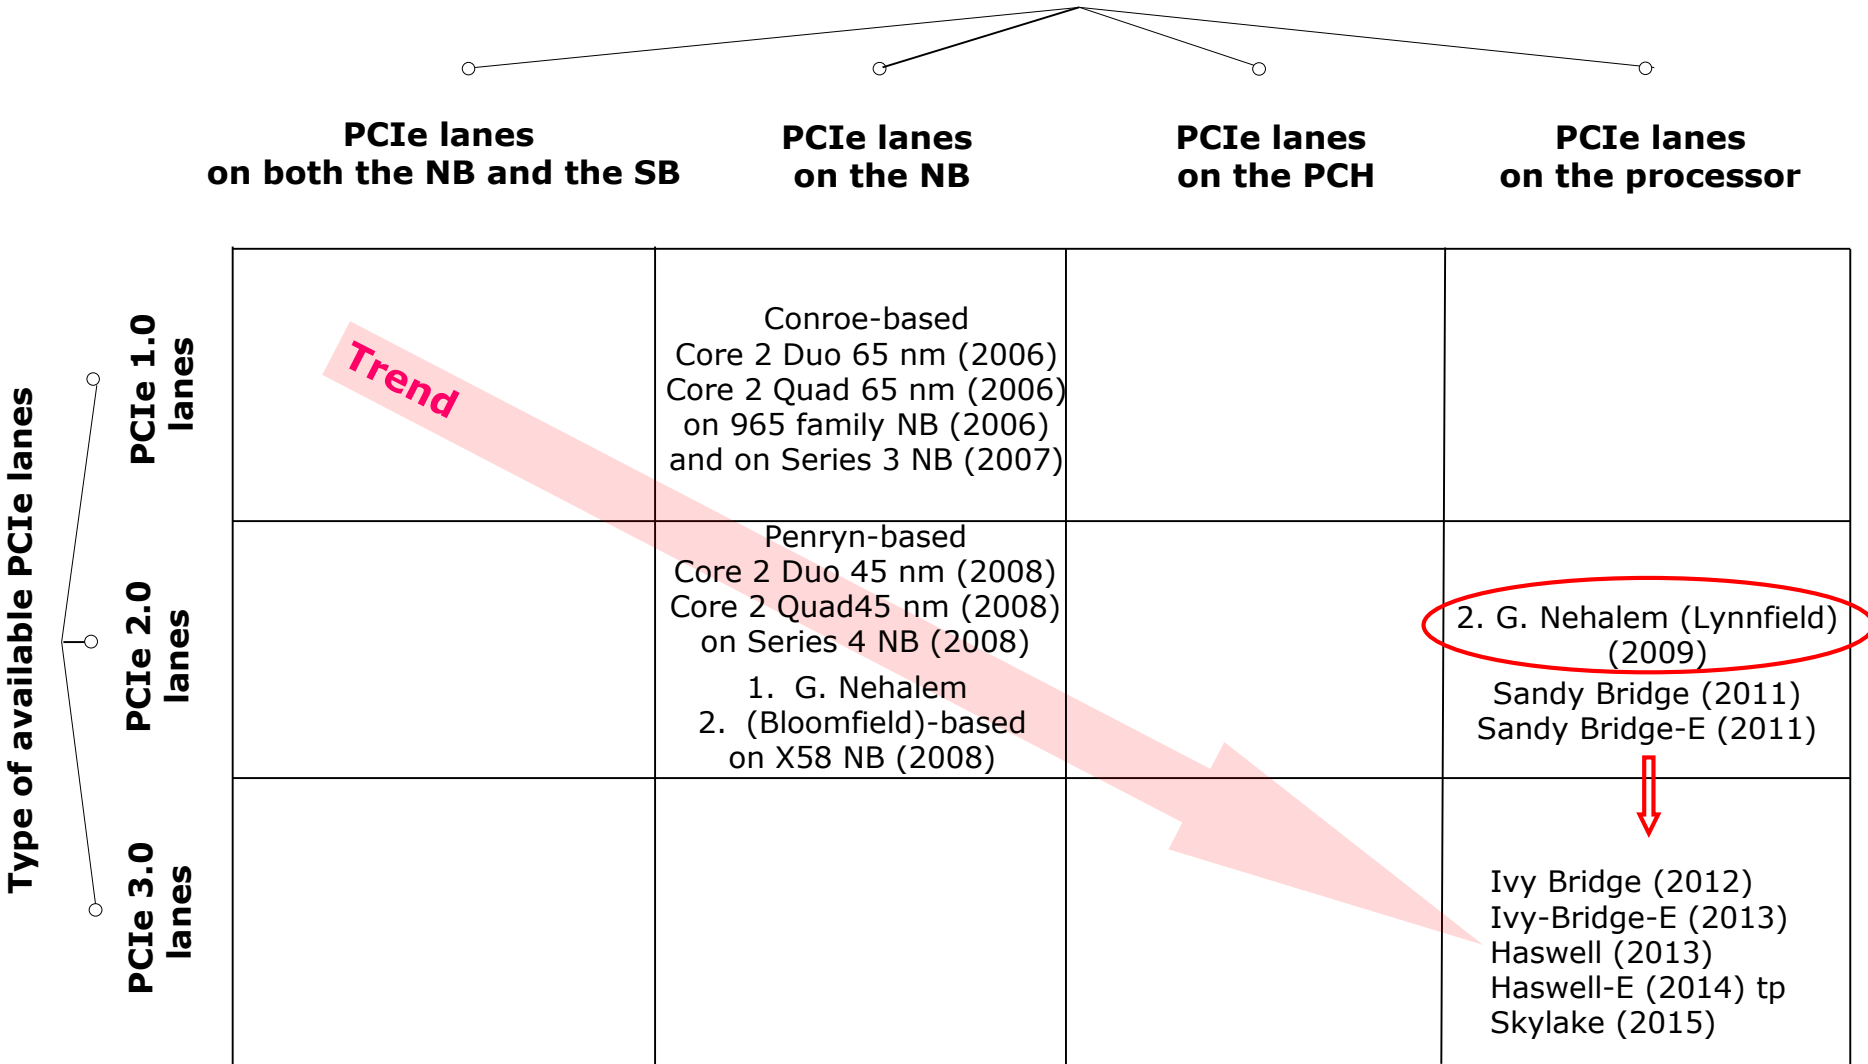 PCIe lanes
on both the NB and the SB
PCIe lanes
on the NB
PCIe lanes
on the PCH
PCIe lanes
on the processor
Type of available PCIe lanes
PCIe 1.0
lanes
Trend
Conroe-based
Core 2 Duo 65 nm (2006)
Core 2 Quad 65 nm (2006)
on 965 family NB (2006)
and on Series 3 NB (2007)
PCIe 2.0
lanes
Penryn-based
Core 2 Duo 45 nm (2008)
Core 2 Quad45 nm (2008)
on Series 4 NB (2008)
1. G. Nehalem
2. (Bloomfield)-based
on X58 NB (2008)
2. G. Nehalem (Lynnfield)
(2009)
Sandy Bridge (2011)
Sandy Bridge-E (2011)
PCIe 3.0
lanes
Ivy Bridge (2012)
Ivy-Bridge-E (2013)
Haswell (2013)
Haswell-E (2014) tp
Skylake (2015)